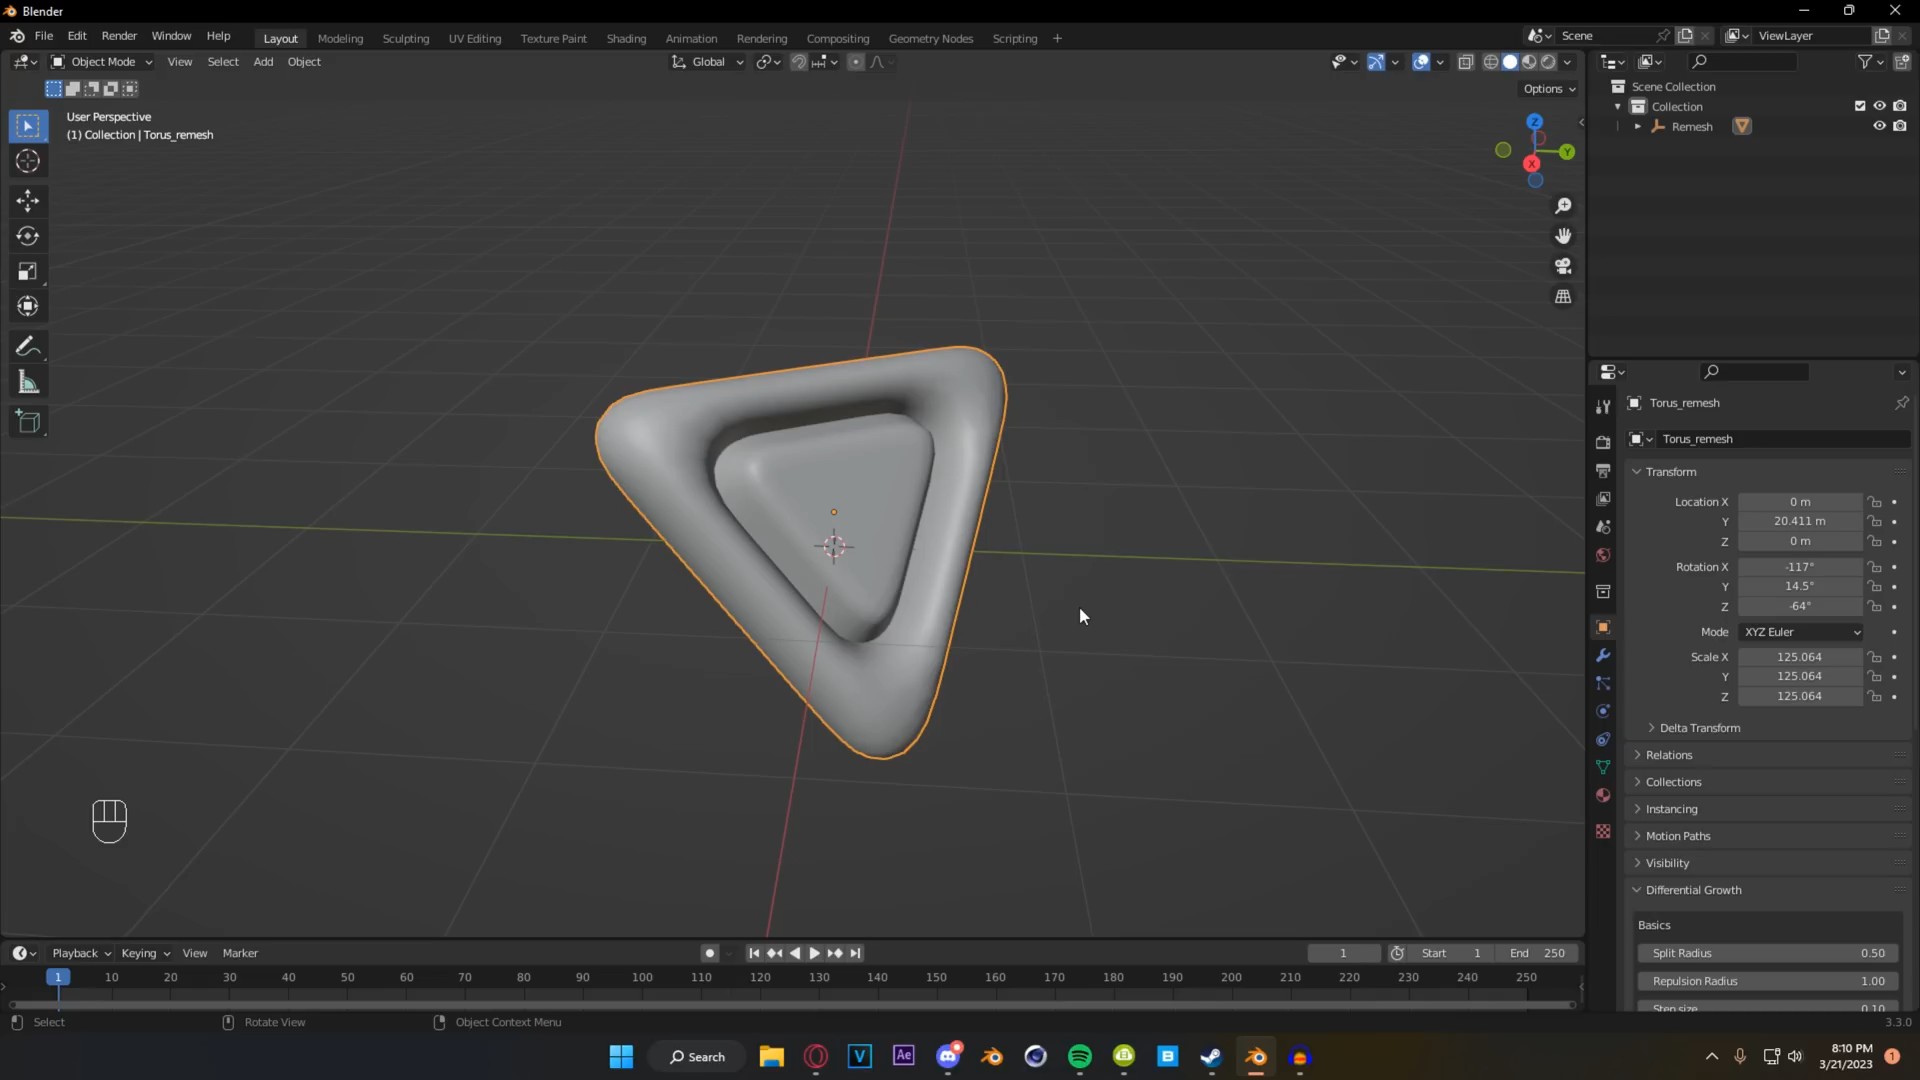 Blender
File Edit Render Window Help
Layout Modeling Sculpting UV Editing Texture Paint Shading Animation Rendering Compositing Geometry Nodes Scripting +
Scene
ViewLayer
Object Mode View Select Add Object
Global
Options
User Perspective
(1) Collection | Torus_remesh
Z
Y
X
Scene Collection
Collection
Remesh
Torus_remesh
Torus_remesh
Transform
Location X 0 m
Y 20.411 m
Z 0 m
Rotation X -117°
Y 14.5°
Z -64°
Mode XYZ Euler
Scale X 125.064
Y 125.064
Z 125.064
Delta Transform
Relations
Collections
Instancing
Motion Paths
Visibility
Differential Growth
Basics
Split Radius 0.50
Repulsion Radius 1.00
Step size 0.10
Playback Keying View Marker
1
Start 1
End 250
1 10 20 30 40 50 60 70 80 90 100 110 120 130 140 150 160 170 180 190 200 210 220 230 240 250
Select
Rotate View
Object Context Menu
3.3.0
Search
V
Ae
B
8:10 PM
3/21/2023
1